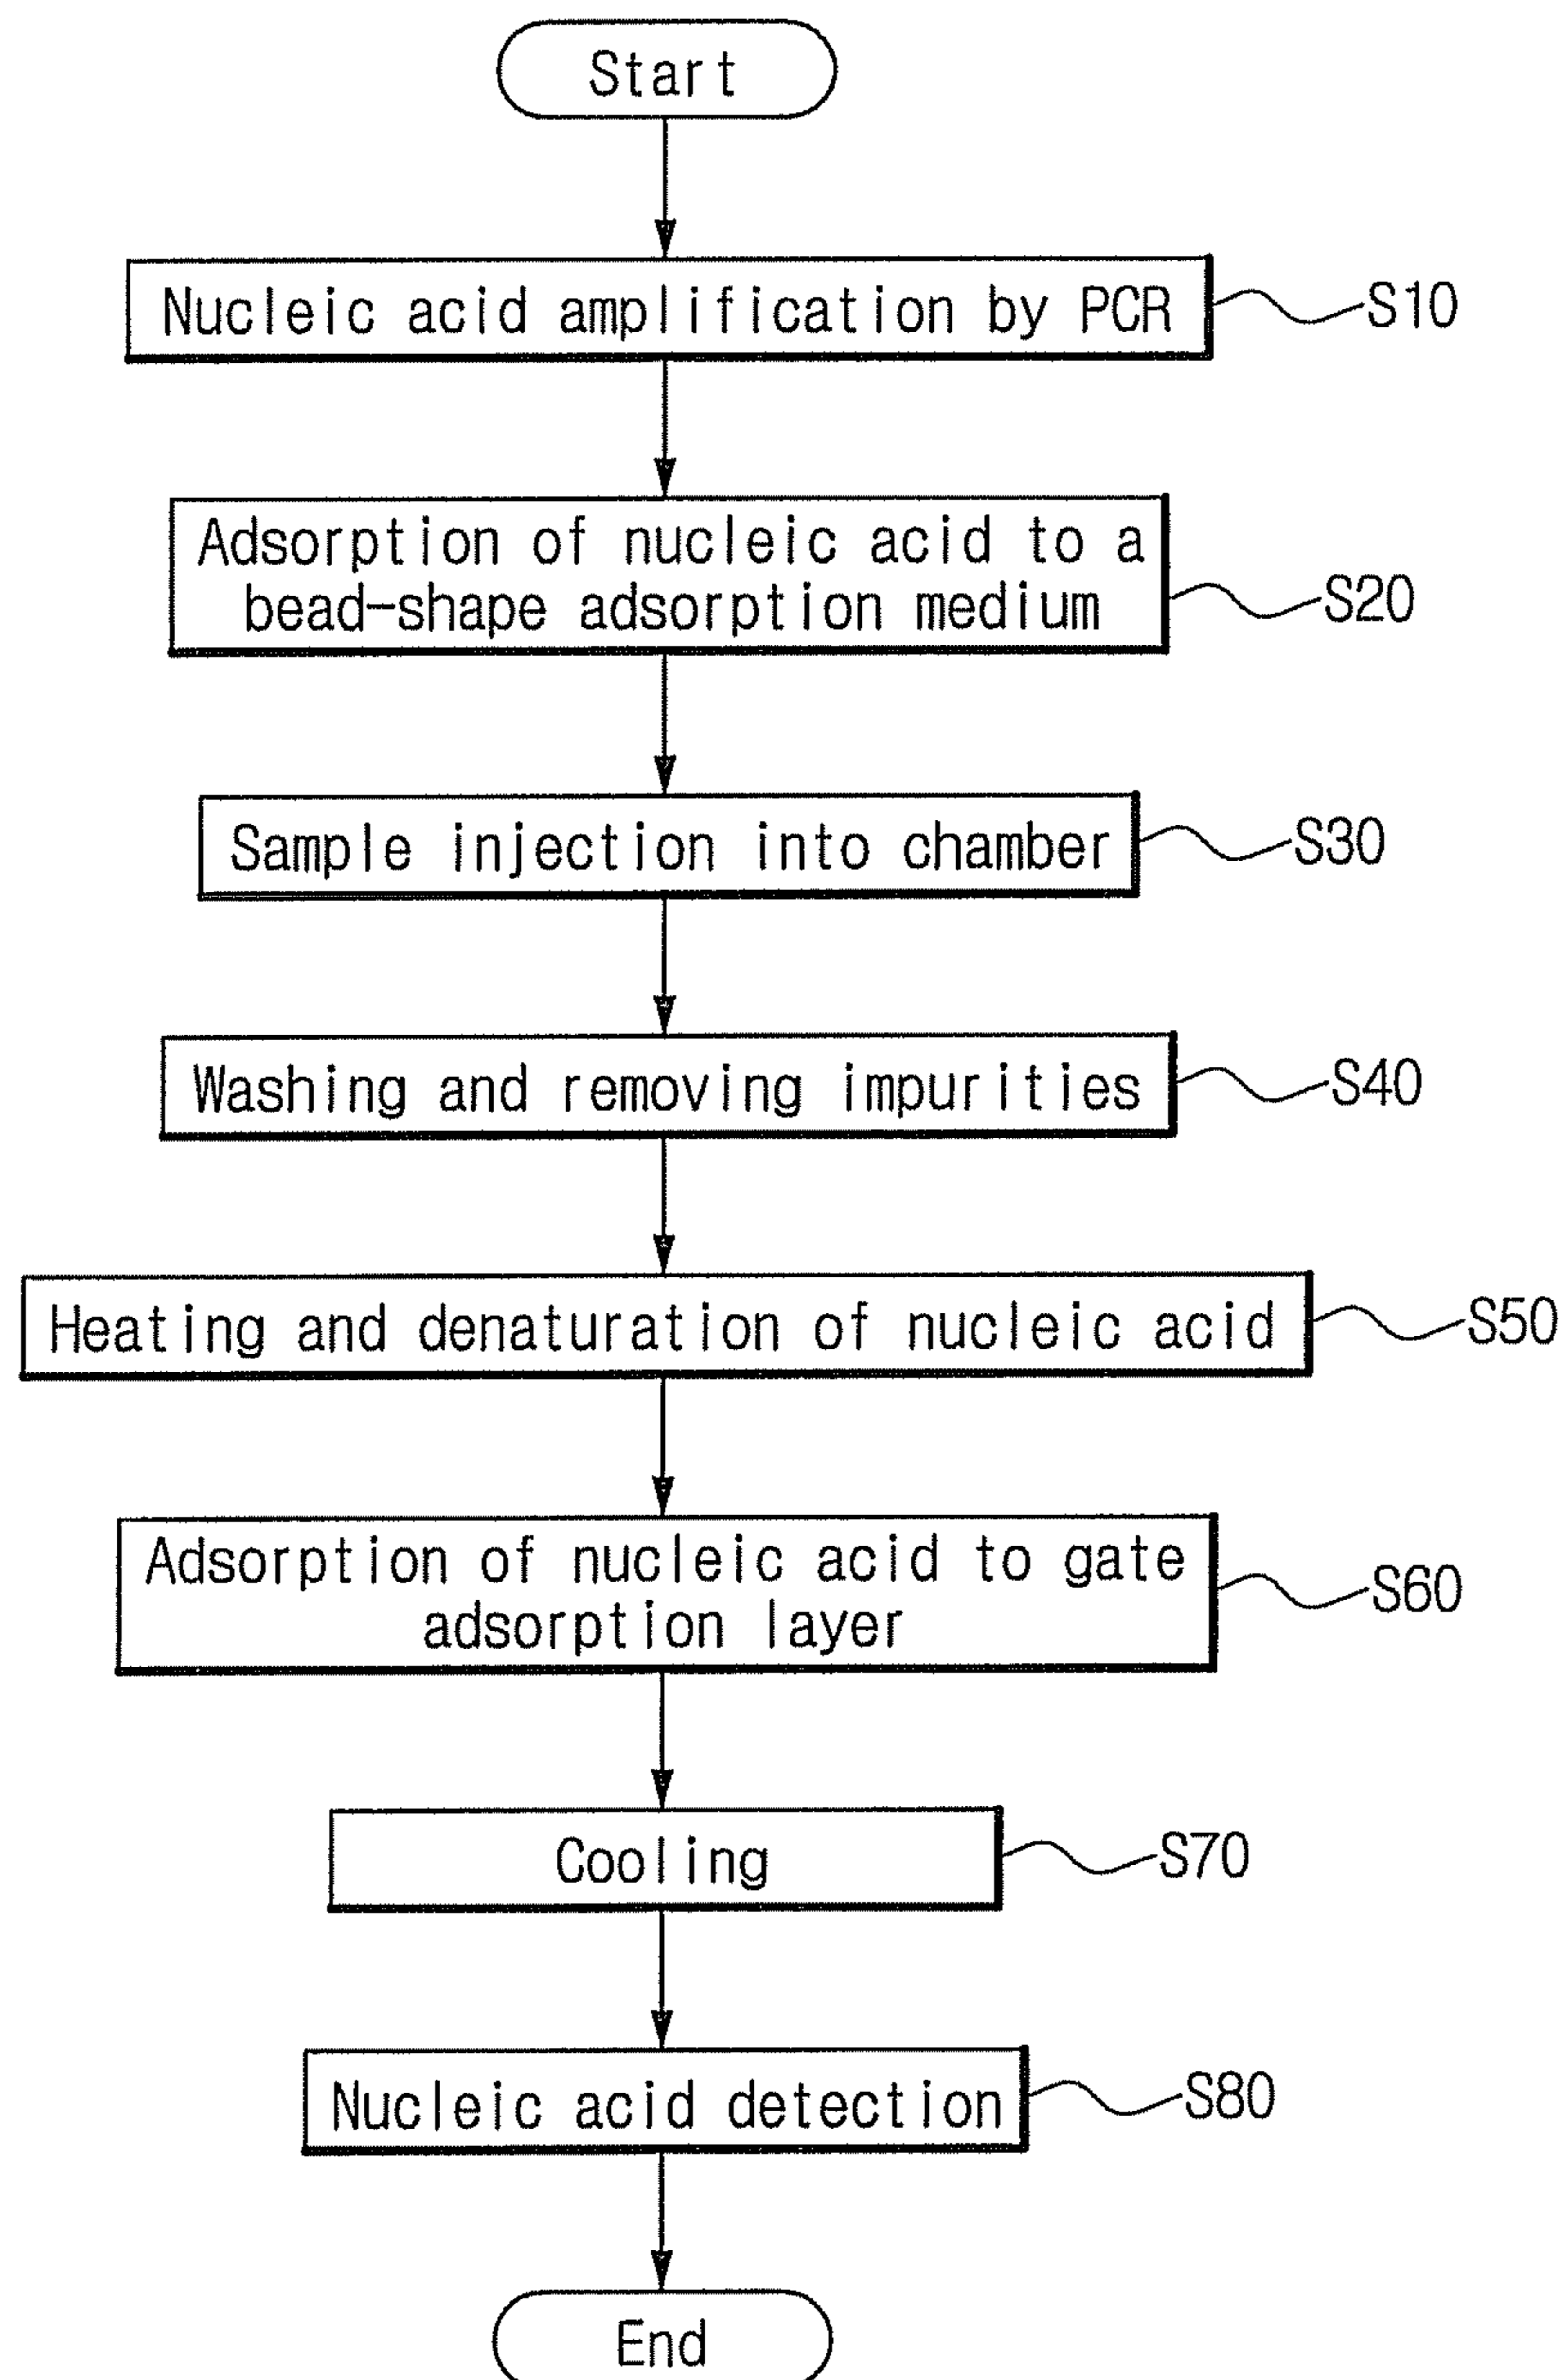 Start
Nucleic acid amplification by PCR
S10
Adsorption of nucleic acid to a
bead-shape adsorption medium
S20
Sample injection into chamber
S30
Washing and removing impurities
S40
Heating and denaturation of nucleic acid
S50
Adsorption of nucleic acid to gate
adsorption layer
S60
Cooling
S70
Nucleic acid detection
S80
End